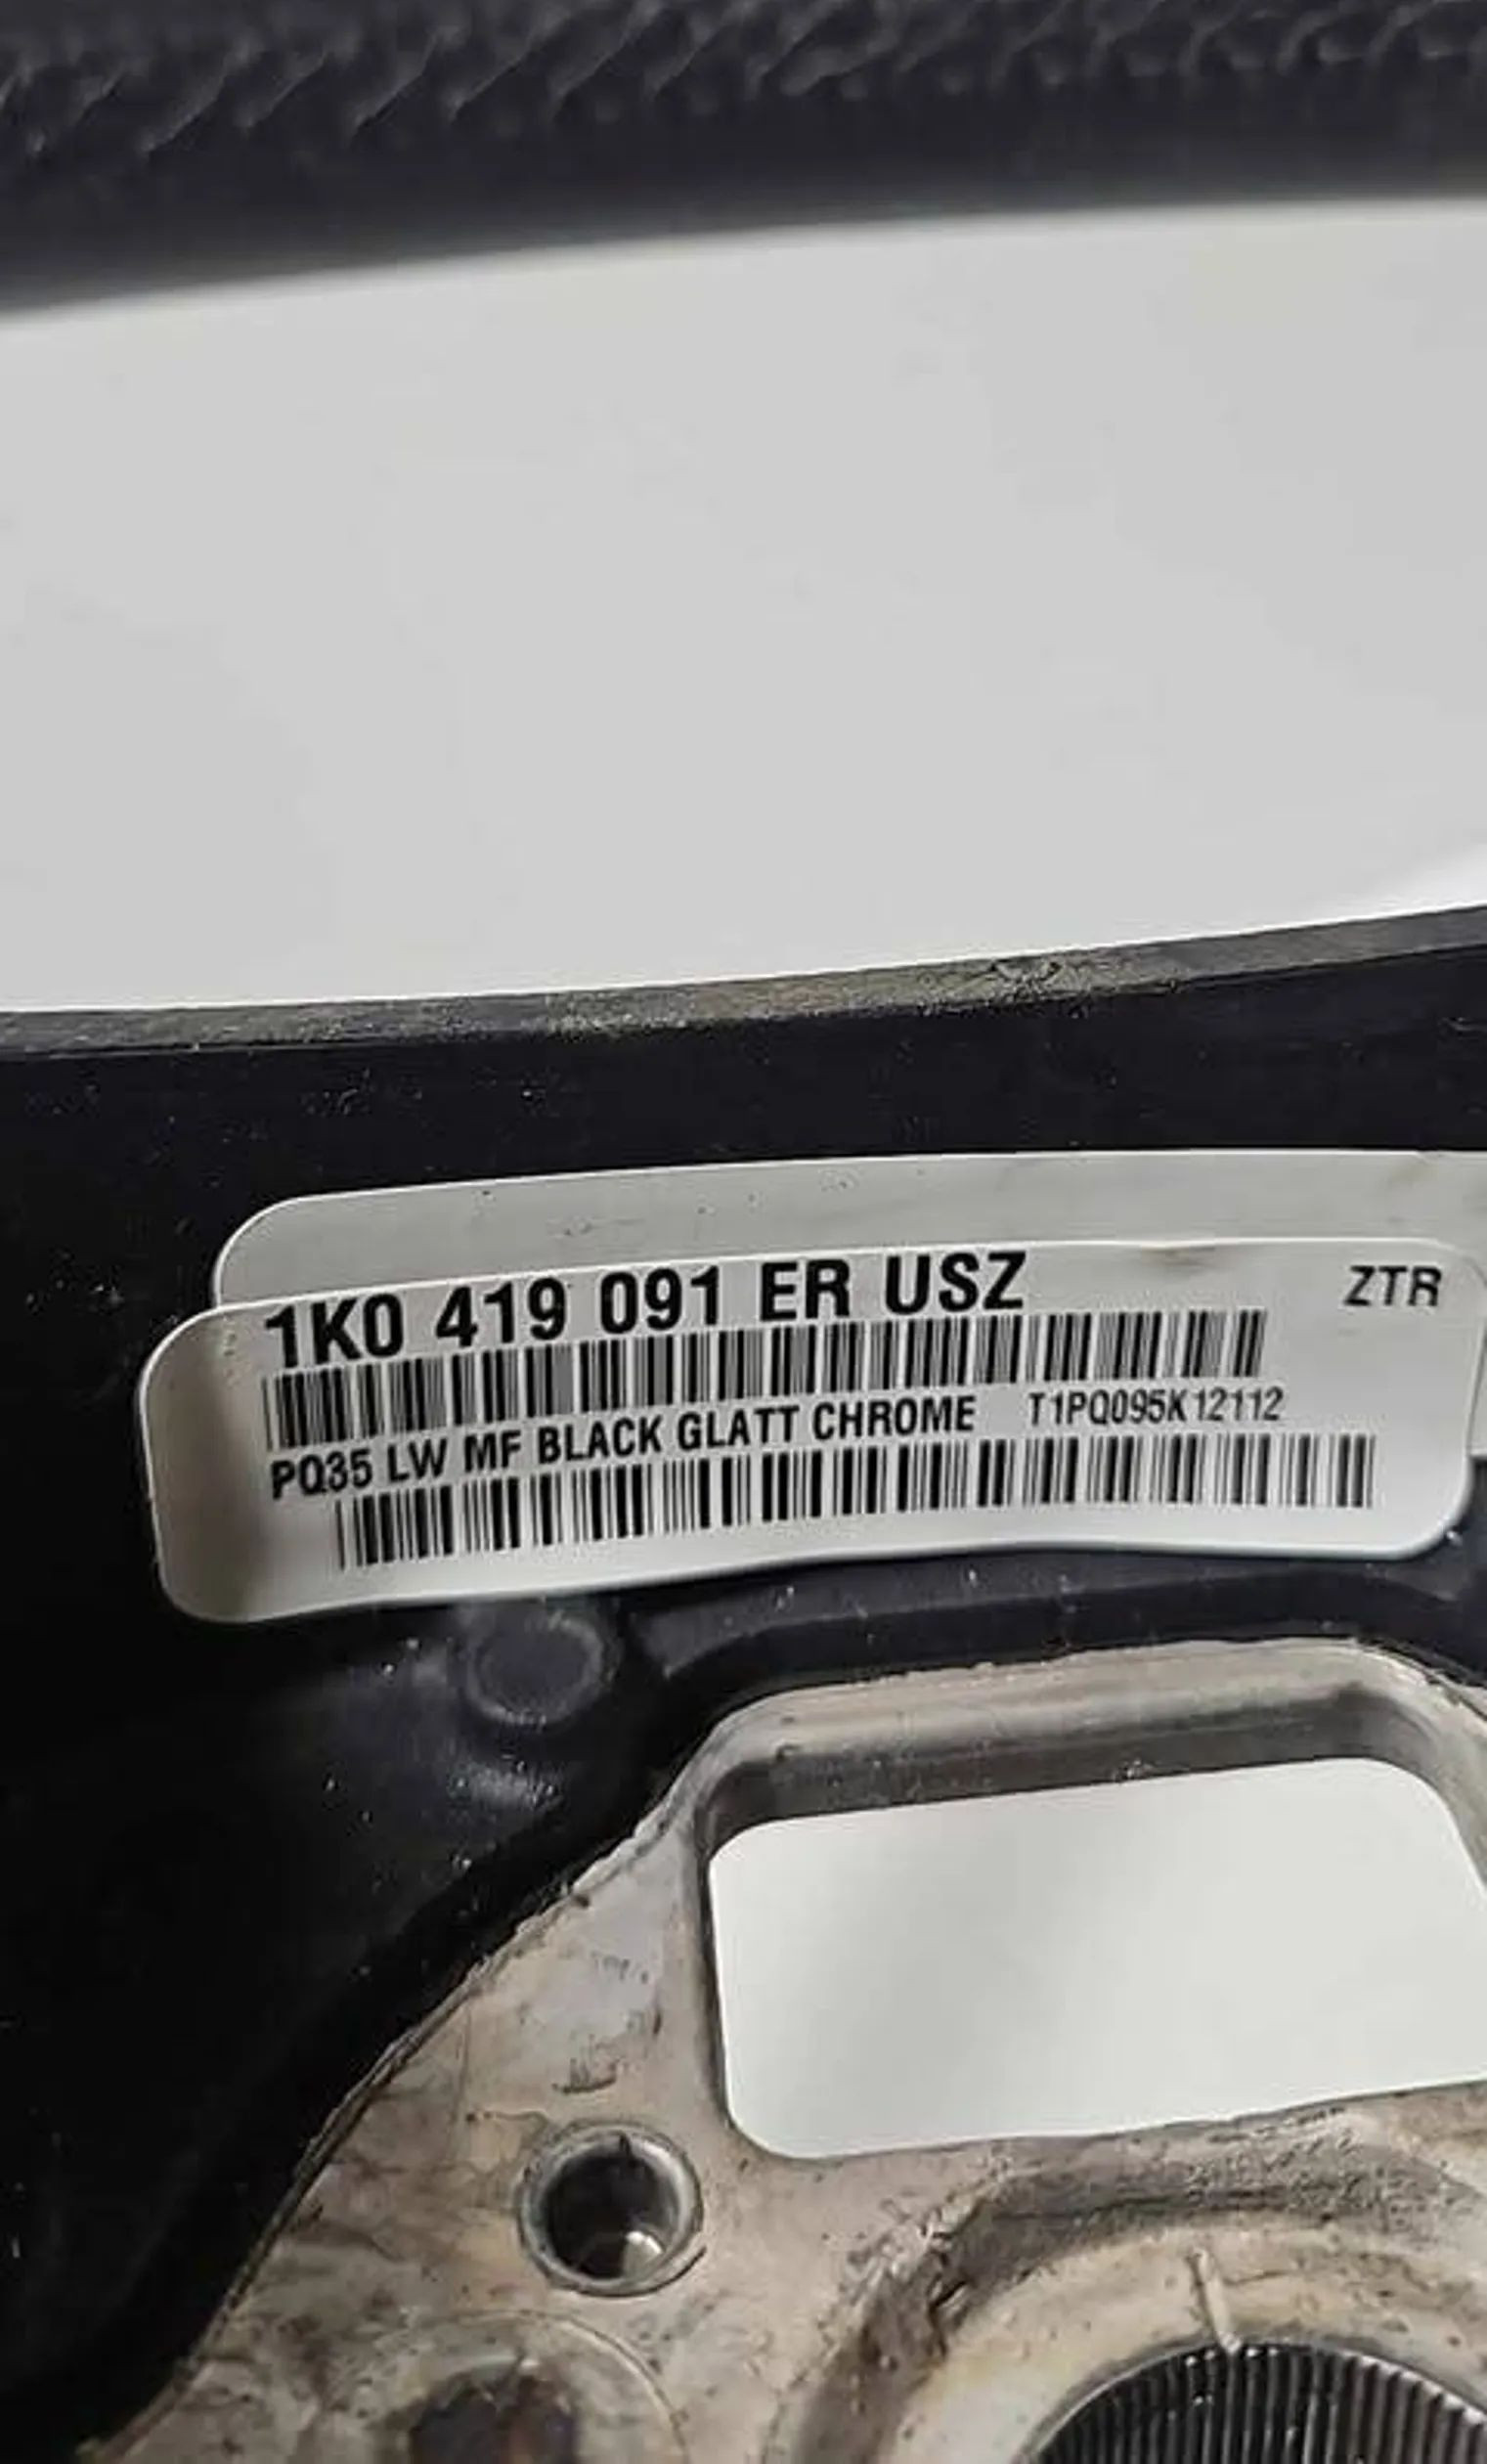 1K0 419 091 ER USZ ZTR
PQ35 LW MF BLACK GLATT CHROME T1PQ095K12112